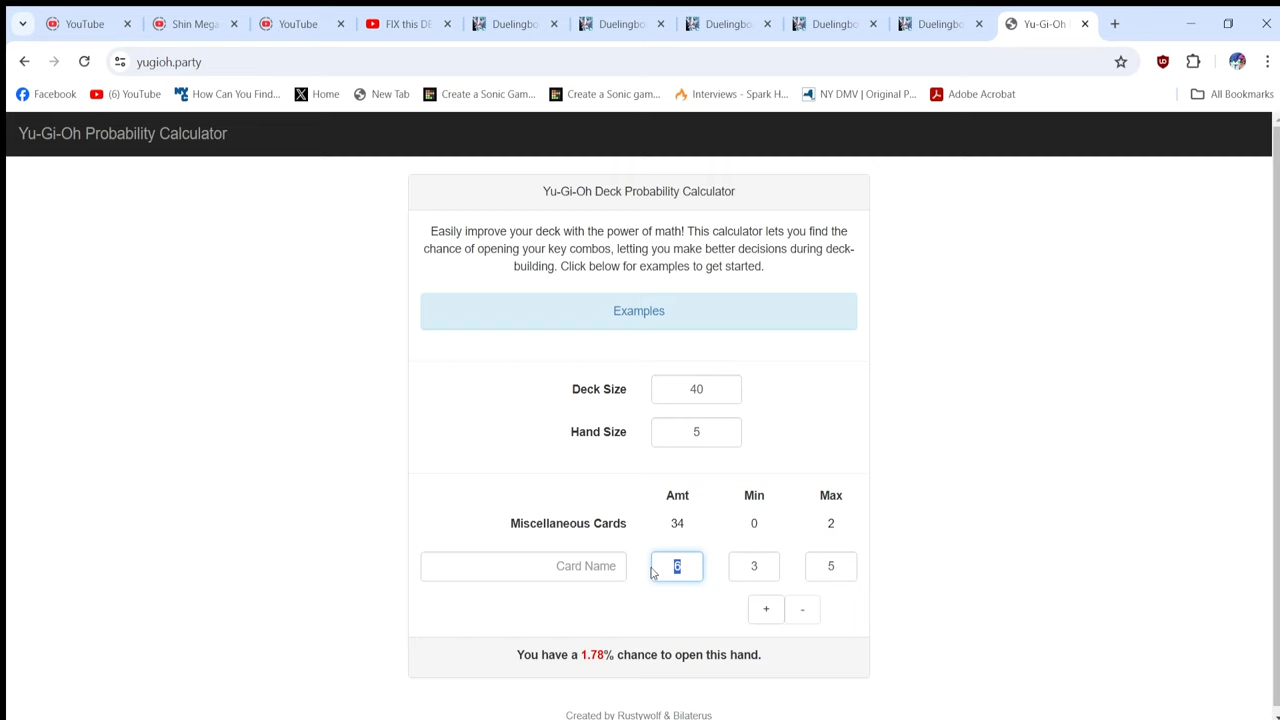 YouTube
Shin Mega
YouTube
FIX this DE
Duelingbo
Duelingbo
Duelingbo
Duelingbo
Duelingbo
Yu-Gi-Oh
yugioh.party
Facebook
(6) YouTube
How Can You Find...
Home
New Tab
Create a Sonic Gam...
Create a Sonic gam...
Interviews - Spark H...
NY DMV | Original P...
Adobe Acrobat
All Bookmarks
Yu-Gi-Oh Probability Calculator
Yu-Gi-Oh Deck Probability Calculator
Easily improve your deck with the power of math! This calculator lets you find the
chance of opening your key combos, letting you make better decisions during deck-
building. Click below for examples to get started.
Examples
Deck Size 40
Hand Size 5
Amt Min Max
Miscellaneous Cards 34 0 2
Card Name 6 3 5
+ -
You have a 1.78% chance to open this hand.
Created by Rustywolf & Bilaterus